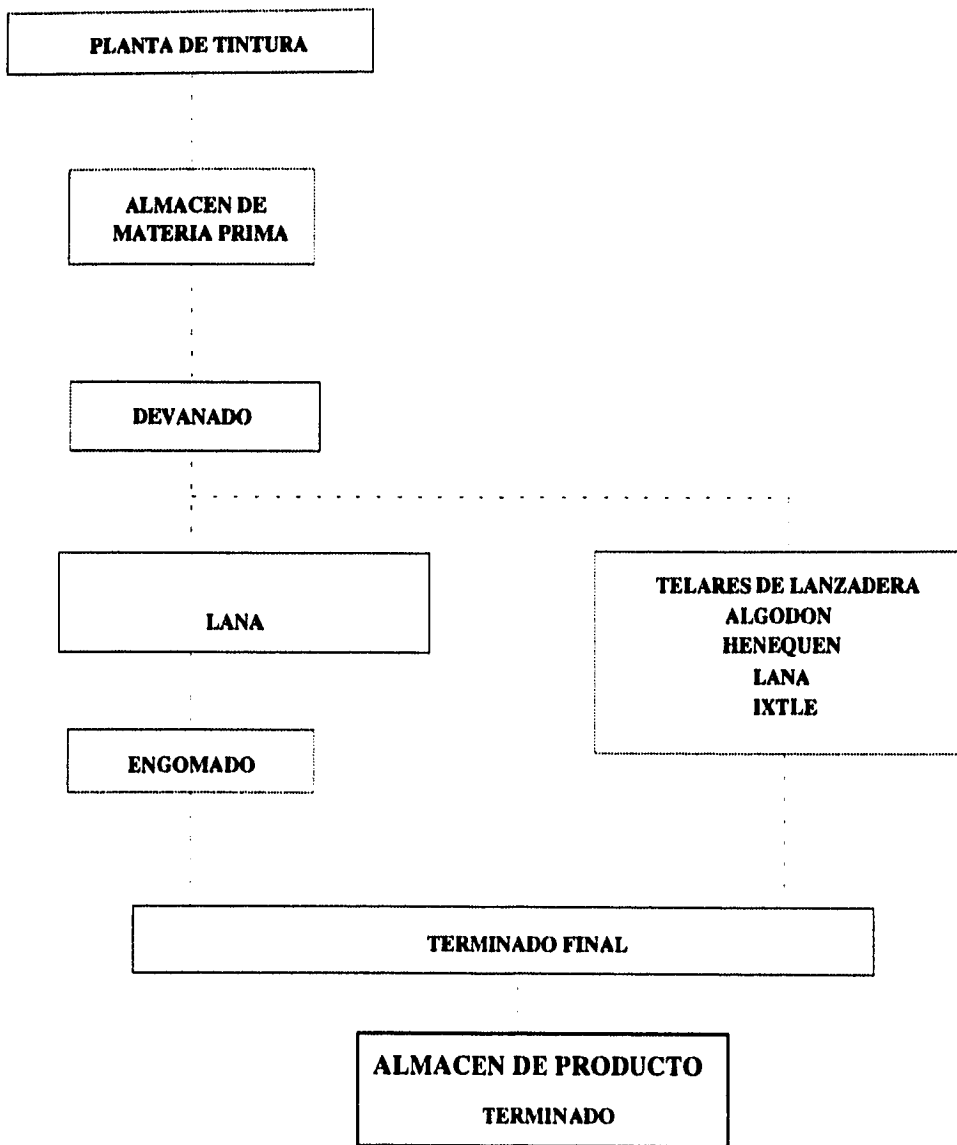 PLANTA DE TINTURA
ALMACEN DE
MATERIA PRIMA
DEVANADO
LANA
TELARES DE LANZADERA
ALGODON
HENEQUEN
LANA
IXTLE
ENGOMADO
TERMINADO FINAL
ALMACEN DE PRODUCTO
TERMINADO